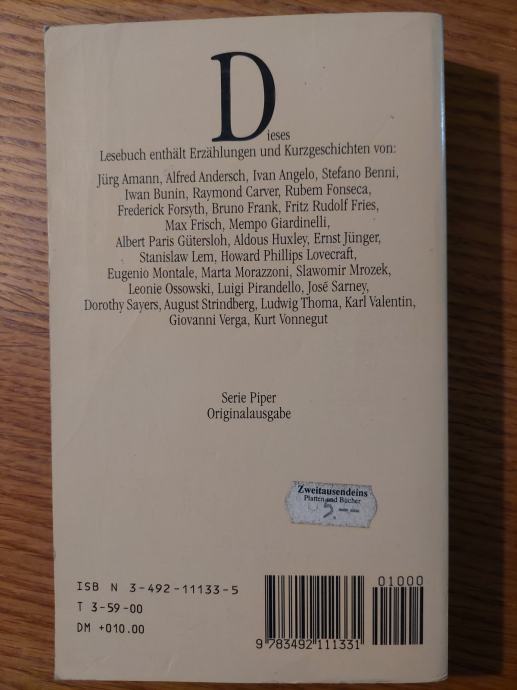 Dieses
Lesebuch enthält Erzählungen und Kurzgeschichten von:
Jürg Amann, Alfred Andersch, Ivan Angelo, Stefano Benni,
Iwan Bunin, Raymond Carver, Rubem Fonseca,
Frederick Forsyth, Bruno Frank, Fritz Rudolf Fries,
Max Frisch, Mempo Giardinelli,
Albert Paris Gütersloh, Aldous Huxley, Ernst Jünger,
Stanislaw Lem, Howard Phillips Lovecraft,
Eugenio Montale, Marta Morazzoni, Slawomir Mrozek,
Leonie Ossowski, Luigi Pirandello, José Sarney,
Dorothy Sayers, August Strindberg, Ludwig Thoma, Karl Valentin,
Giovanni Verga, Kurt Vonnegut
Serie Piper
Originalausgabe
Zweitausendeins
Platten und Bücher
5.--
ISB N 3-492-11133-5
T 3-59-00
DM +010.00
01000
9 783492 111331